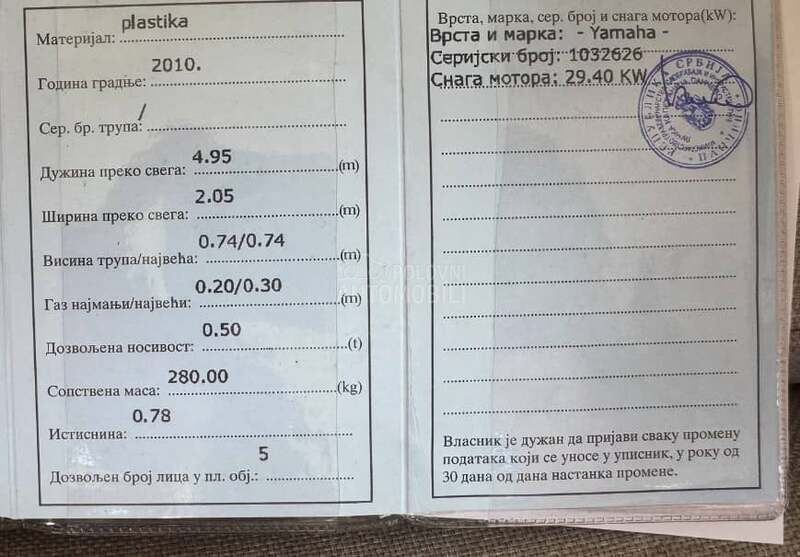 Материјал: plastika
Година градње: 2010.
Сер. бр. трупа: /
Дужина преко свега: 4.95 (m)
Ширина преко свега: 2.05 (m)
Висина трупа/највећа: 0.74/0.74 (m)
Газ најмањи/највећи: 0.20/0.30 (m)
Дозвољена носивост: 0.50 (t)
Сопствена маса: 280.00 (kg)
Истиснина: 0.78
Дозвољен број лица у пл. обј.: 5
Врста, марка, сер. број и снага мотора(kW):
Врста и марка: - Yamaha -
Серијски број: 1032626
Снага мотора: 29.40 KW
РЕПУБЛИКА СРБИЈА
Власник је дужан да пријави сваку промену
података који се уносе у уписник, у року од
30 дана од дана настанка промене.
POLOVNI
AUTOMOBILI